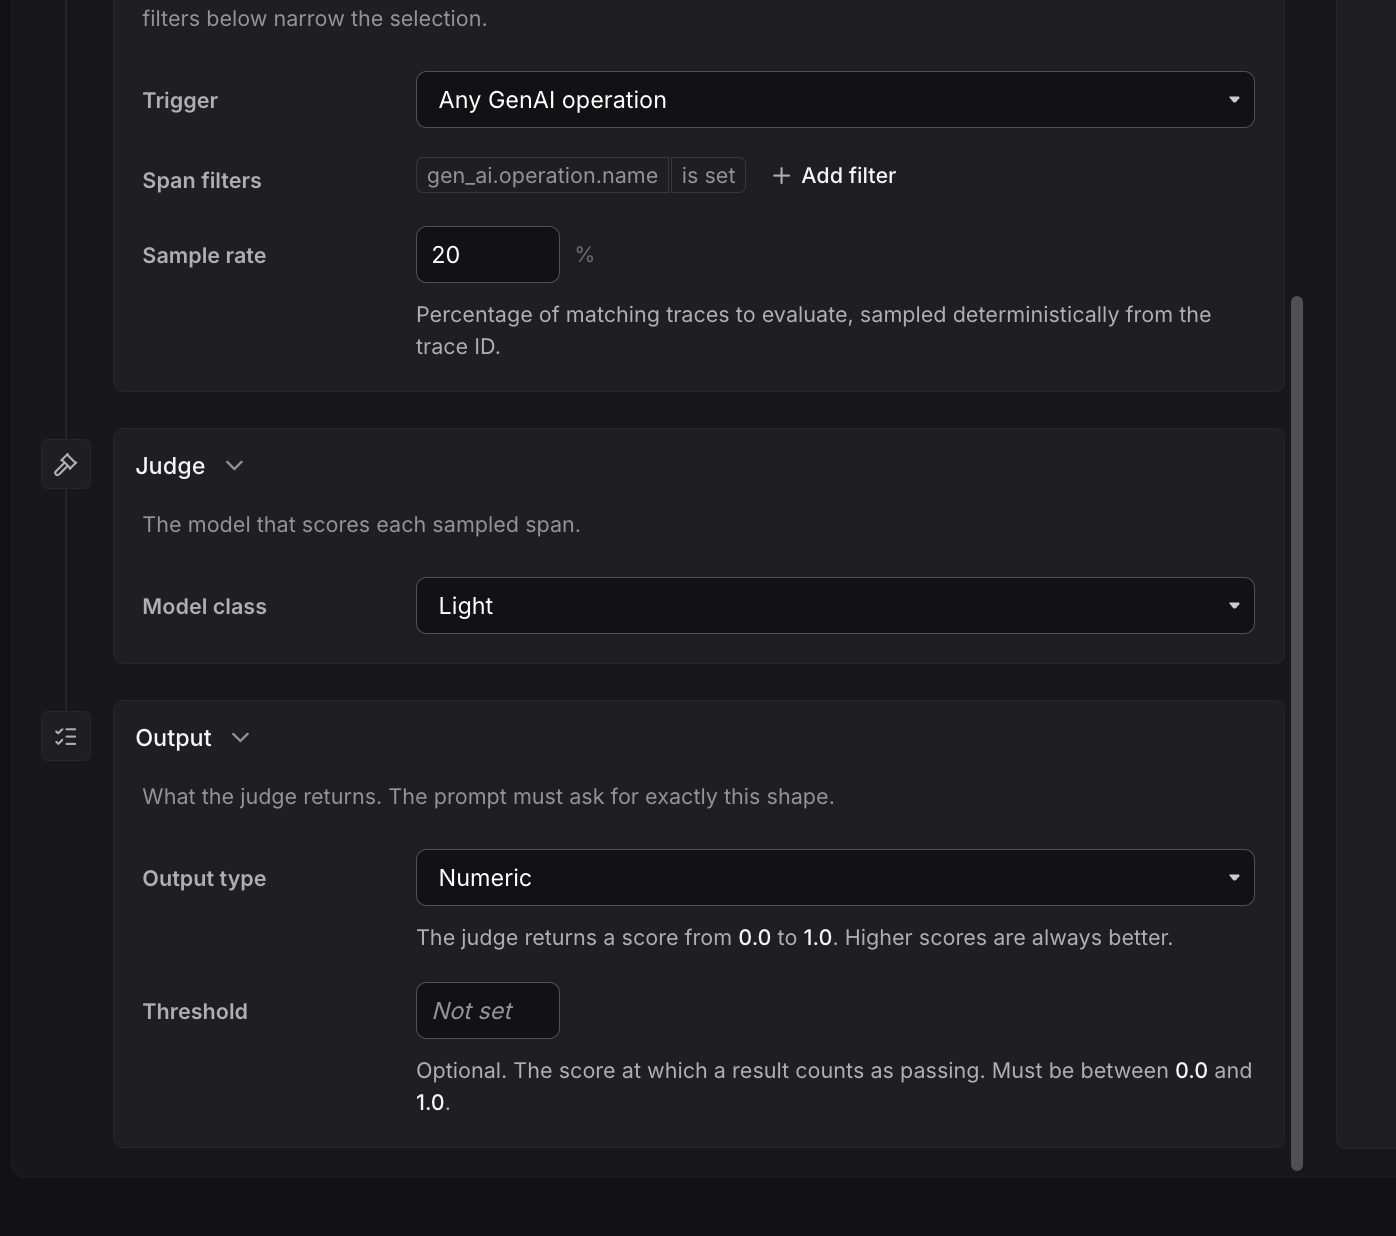 filters below narrow the selection.
Trigger
Any GenAI operation
Span filters
gen_ai.operation.name is set + Add filter
Sample rate
20 %
Percentage of matching traces to evaluate, sampled deterministically from the
trace ID.
Judge
The model that scores each sampled span.
Model class
Light
Output
What the judge returns. The prompt must ask for exactly this shape.
Output type
Numeric
The judge returns a score from 0.0 to 1.0. Higher scores are always better.
Threshold
Not set
Optional. The score at which a result counts as passing. Must be between 0.0 and
1.0.